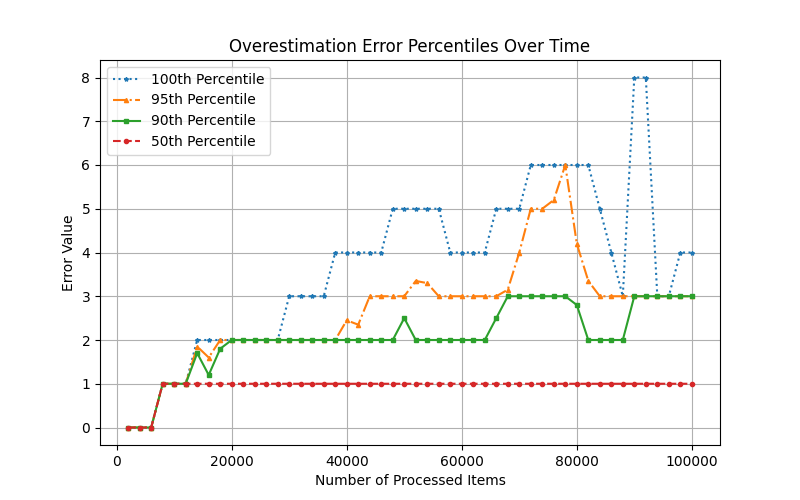 Overestimation Error Percentiles Over Time
100th Percentile
95th Percentile
90th Percentile
50th Percentile
8
7
6
5
4
3
2
1
0
Error Value
0 20000 40000 60000 80000 100000
Number of Processed Items